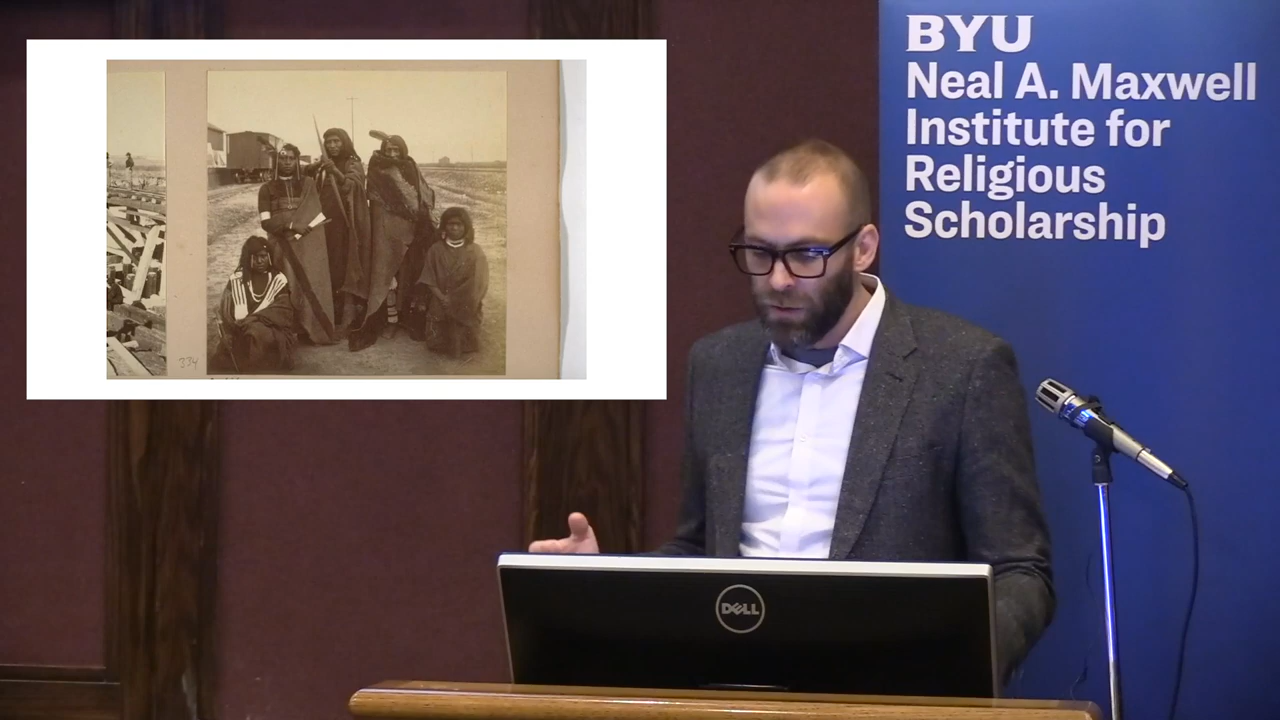 BYU
Neal A. Maxwell
Institute for
Religious
Scholarship
334
DELL